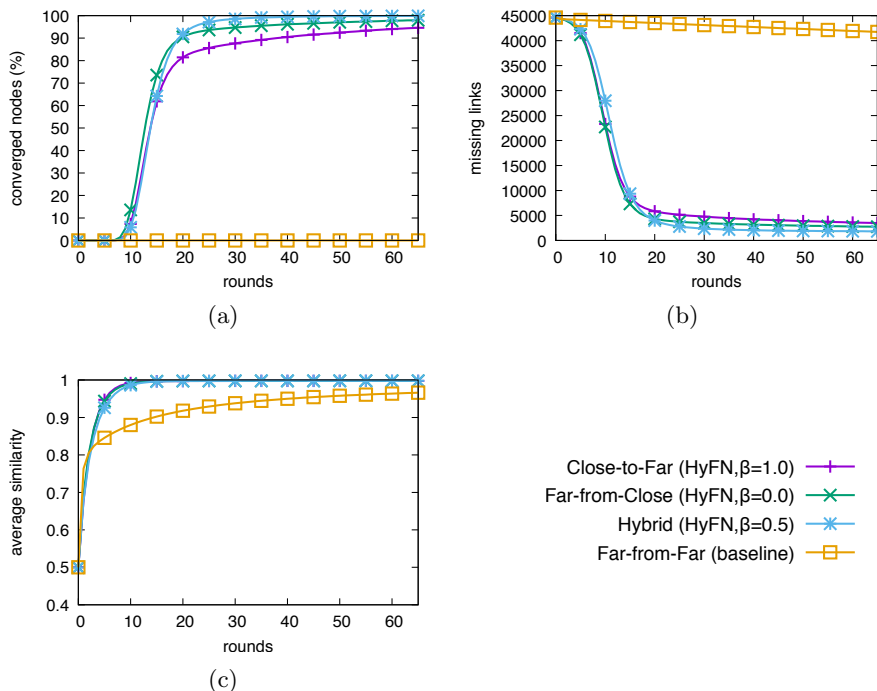 100
90
80
70
60
50
40
30
20
10
0
converged nodes (%)
0 10 20 30 40 50 60
rounds
(a)
45000
40000
35000
30000
25000
20000
15000
10000
5000
0
missing links
0 10 20 30 40 50 60
rounds
(b)
1
0.9
0.8
0.7
0.6
0.5
0.4
average similarity
0 10 20 30 40 50 60
rounds
(c)
Close-to-Far (HyFN,β=1.0)
Far-from-Close (HyFN,β=0.0)
Hybrid (HyFN,β=0.5)
Far-from-Far (baseline)